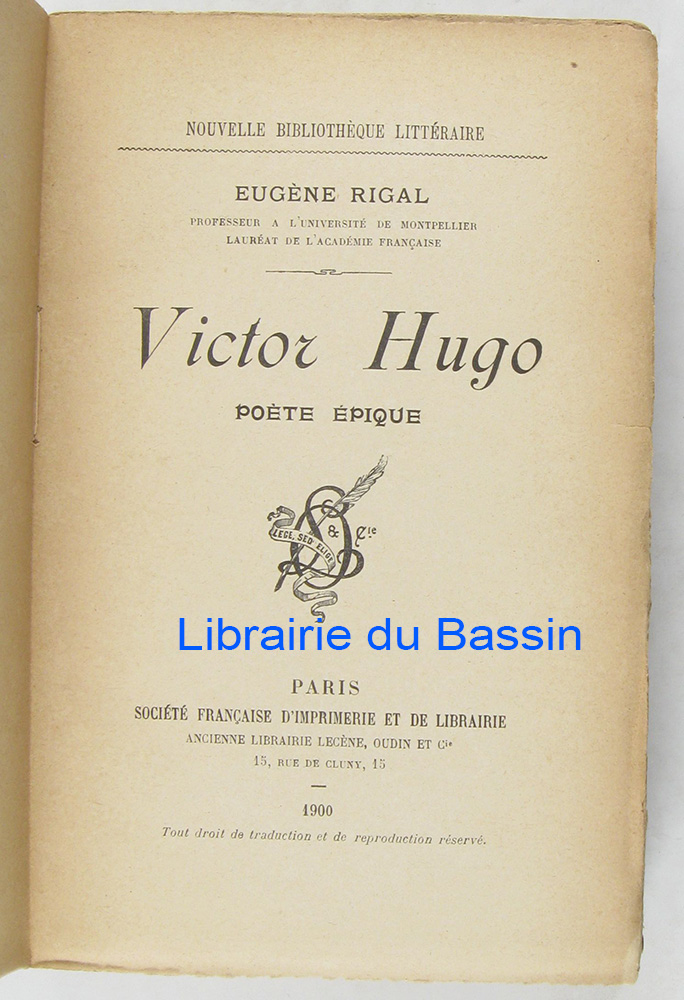 NOUVELLE BIBLIOTHÈQUE LITTÉRAIRE
EUGÈNE RIGAL
PROFESSEUR A L'UNIVERSITÉ DE MONTPELLIER
LAURÉAT DE L'ACADÉMIE FRANÇAISE
Victor Hugo
POÈTE ÉPIQUE
& Cie
LEGE, SED ELIGE
Librairie du Bassin
PARIS
SOCIÉTÉ FRANÇAISE D'IMPRIMERIE ET DE LIBRAIRIE
ANCIENNE LIBRAIRIE LECÈNE, OUDIN ET Cie
15, RUE DE CLUNY, 15
1900
Tout droit de traduction et de reproduction réservé.